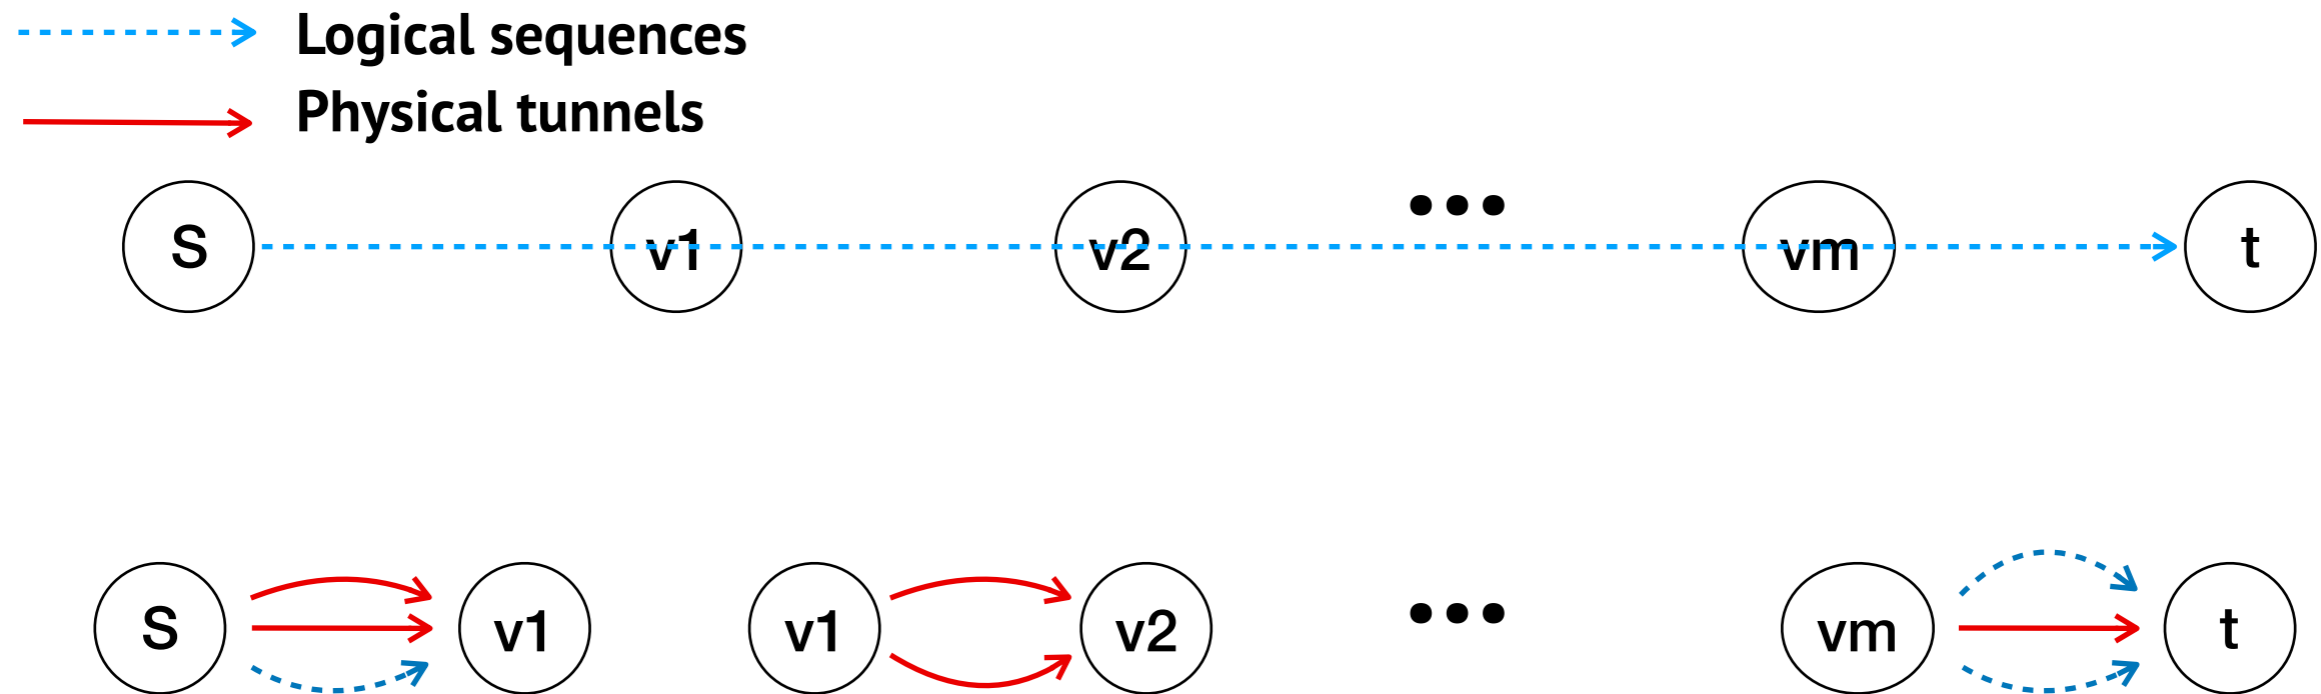 Logical sequences
Physical tunnels
S v1 v2 ••• vm t
S v1 v1 v2 ••• vm t